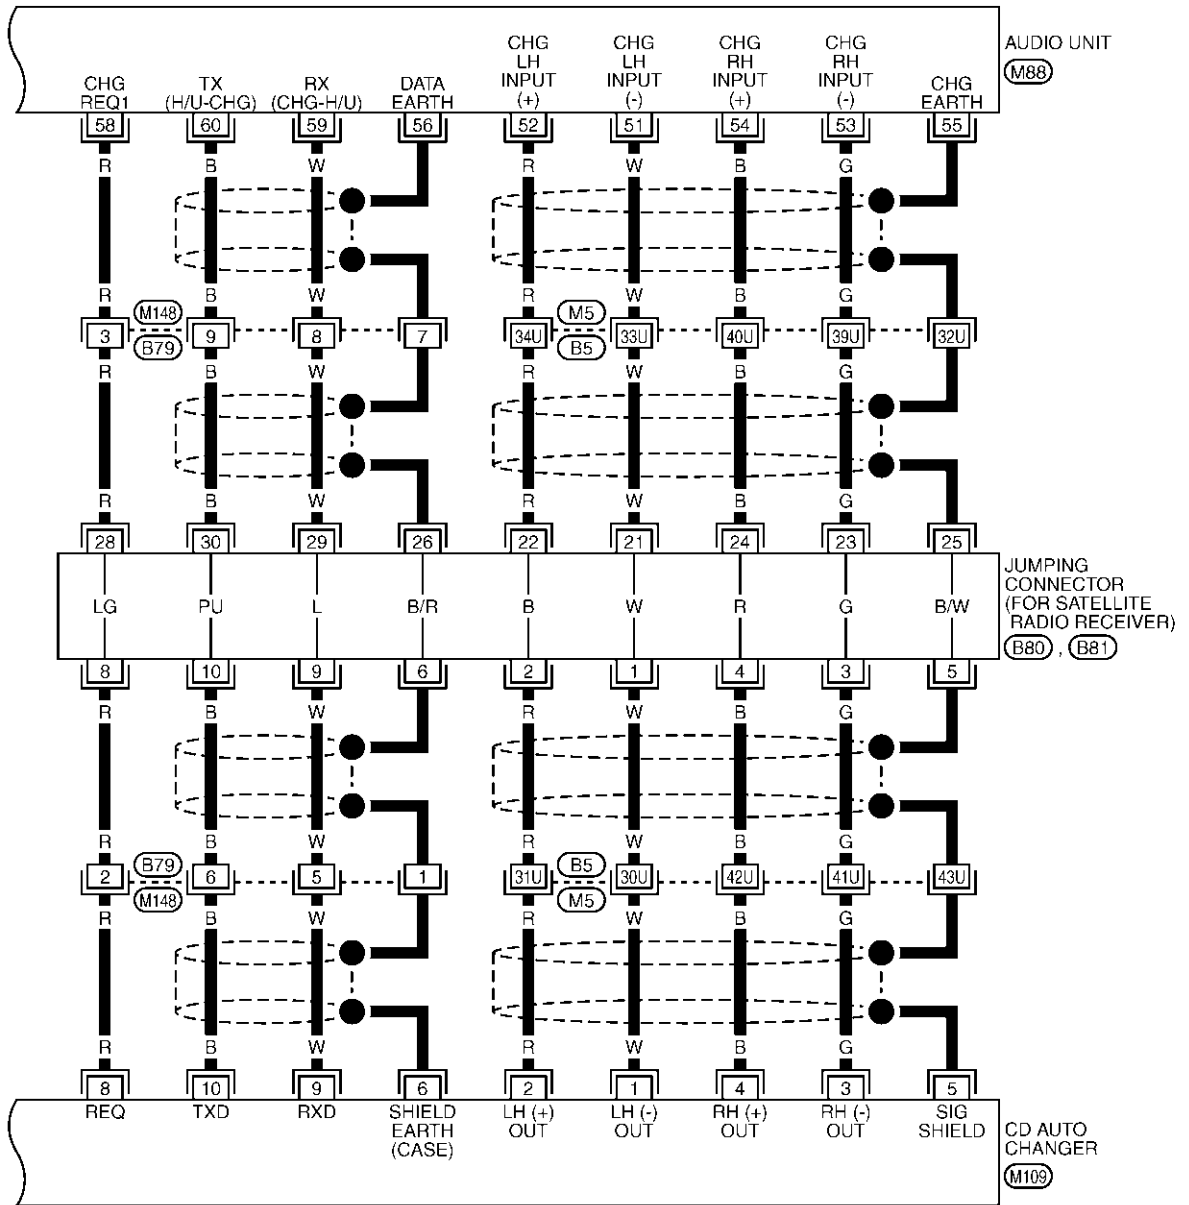 AUDIO UNIT
M88
CHG REQ1
TX (H/U-CHG)
RX (CHG-H/U)
DATA EARTH
CHG LH INPUT (+)
CHG LH INPUT (-)
CHG RH INPUT (+)
CHG RH INPUT (-)
CHG EARTH
58 60 59 56 52 51 54 53 55
R B W R W B G
R B W R W B G
M148 M5
3 9 8 7 34U 33U 40U 39U 32U
B79 B5
R B W R W B G
R B W R W B G
28 30 29 26 22 21 24 23 25
JUMPING
CONNECTOR
(FOR SATELLITE
RADIO RECEIVER)
B80 , B81
LG PU L B/R B W R G B/W
8 10 9 6 2 1 4 3 5
R B W R W B G
R B W R W B G
B79 B5
2 6 5 1 31U 30U 42U 41U 43U
M148 M5
R B W R W B G
R B W R W B G
8 10 9 6 2 1 4 3 5
REQ
TXD
RXD
SHIELD EARTH (CASE)
LH (+) OUT
LH (-) OUT
RH (+) OUT
RH (-) OUT
SIG SHIELD
CD AUTO
CHANGER
M109